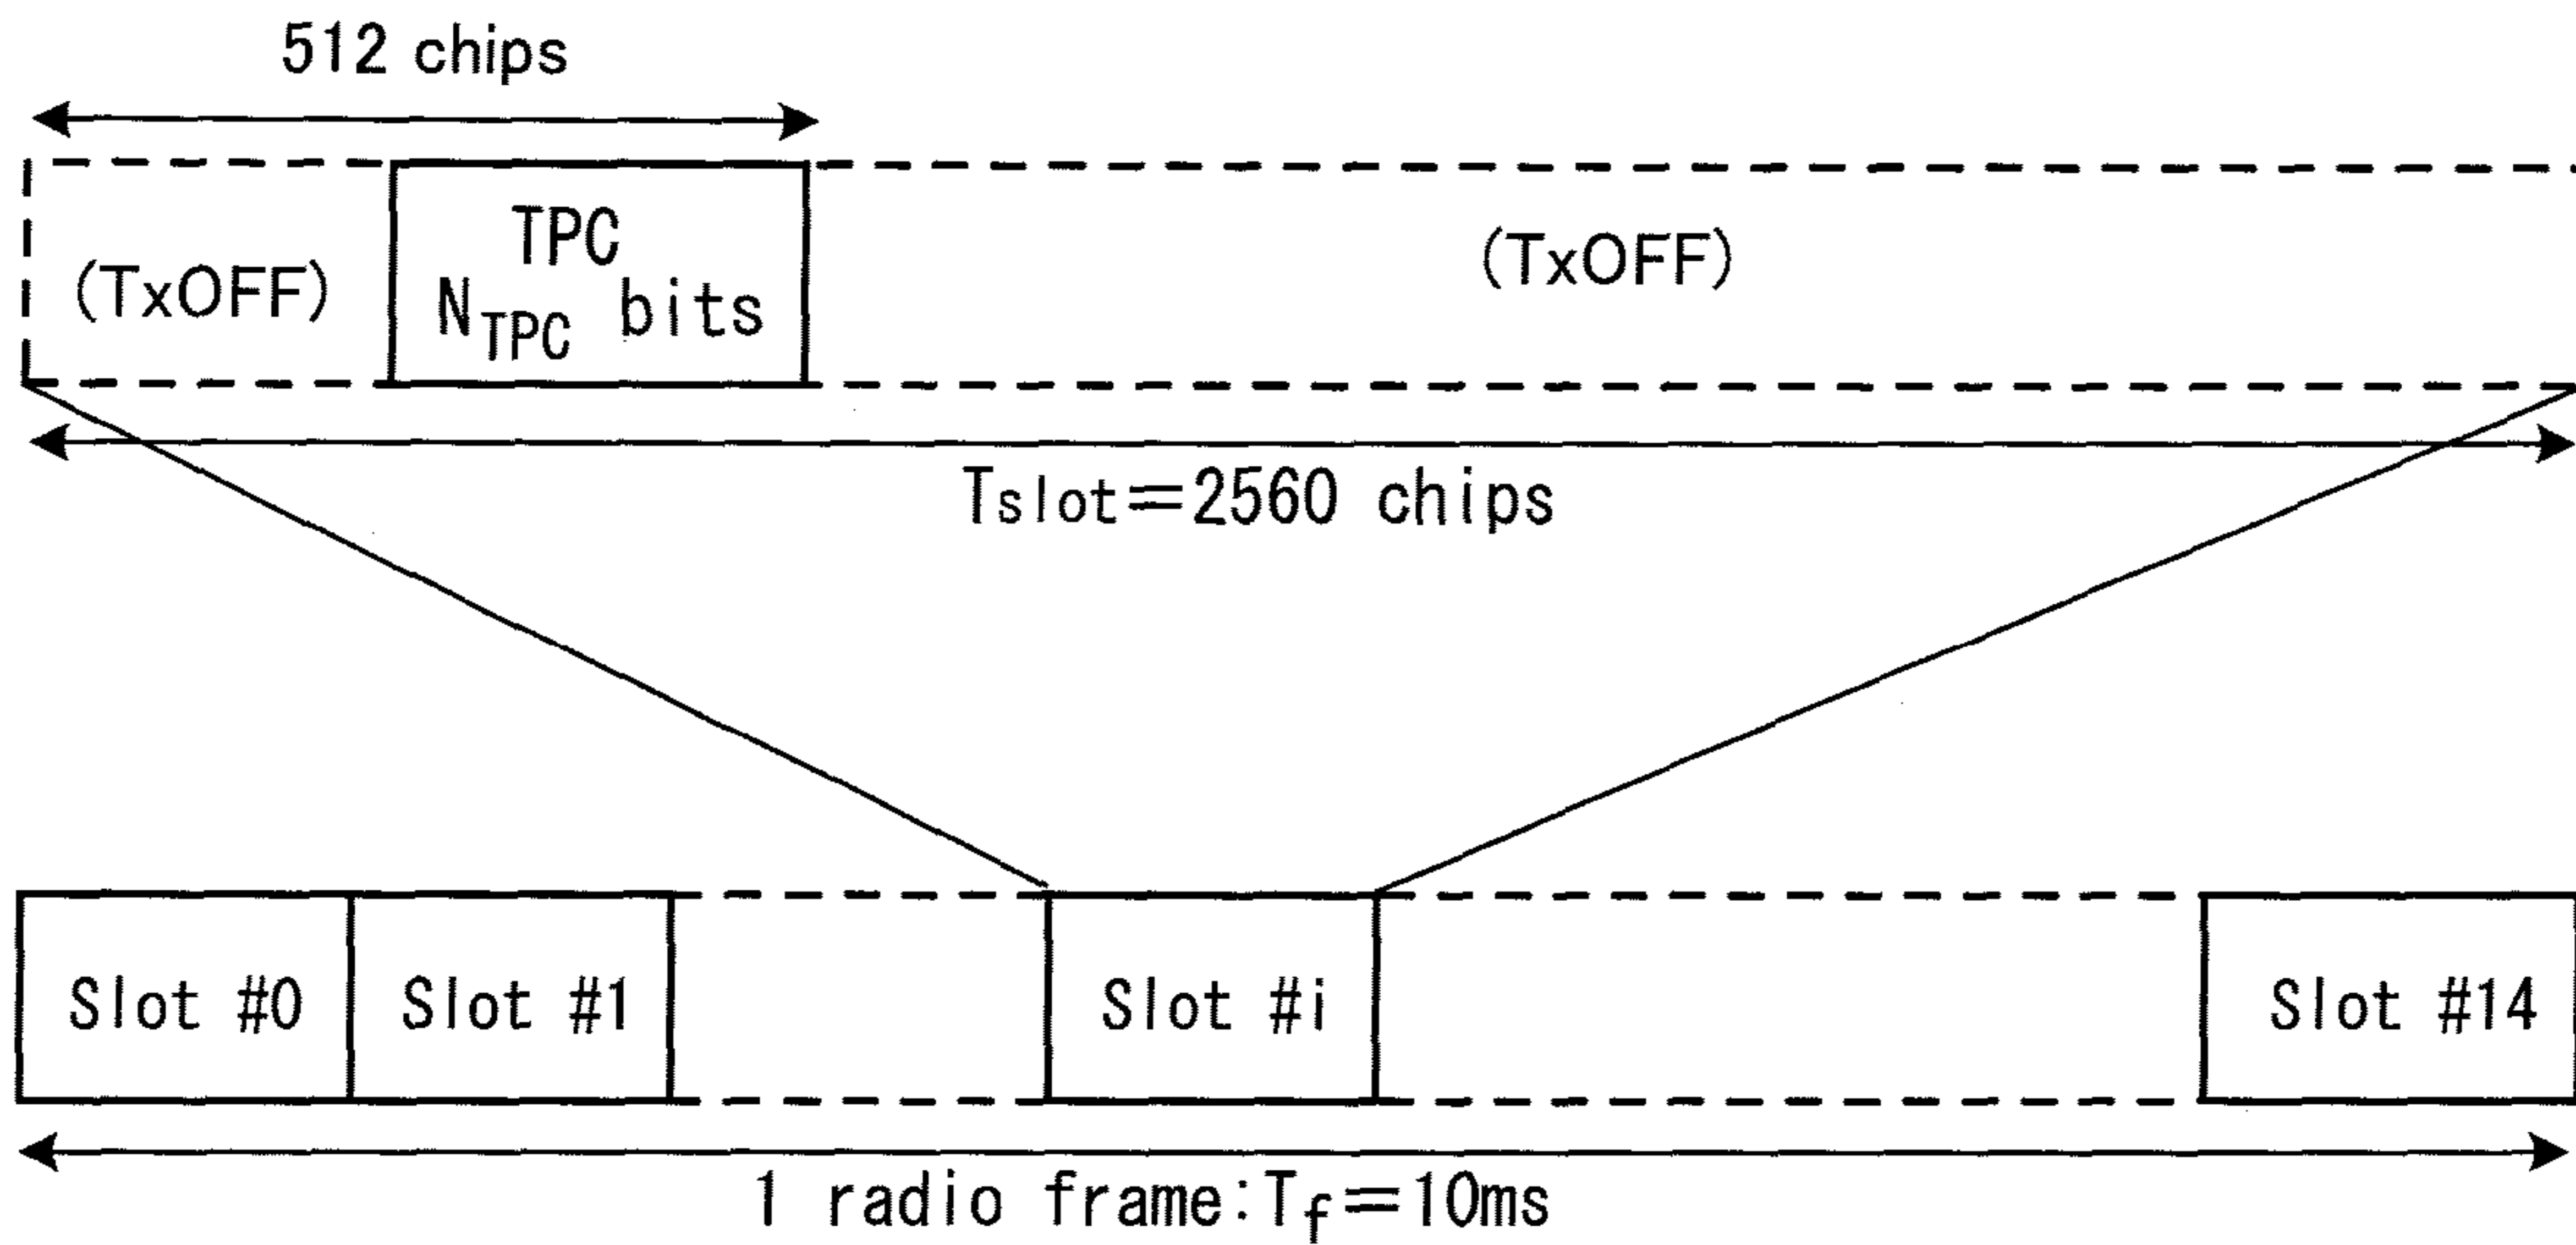 512 chips
TPC
(TxOFF) N_TPC bits (TxOFF)
Tslot=2560 chips
Slot #0 Slot #1 Slot #i Slot #14
1 radio frame:T_f=10ms